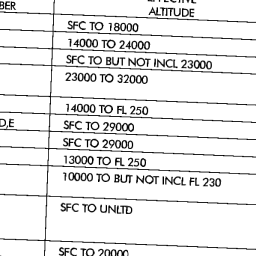 BER
ALTITUDE
SFC TO 18000
14000 TO 24000
SFC TO BUT NOT INCL 23000
23000 TO 32000
14000 TO FL 250
D,E SFC TO 29000
SFC TO 29000
13000 TO FL 250
10000 TO BUT NOT INCL FL 230
SFC TO UNLTD
SFC TO 20000